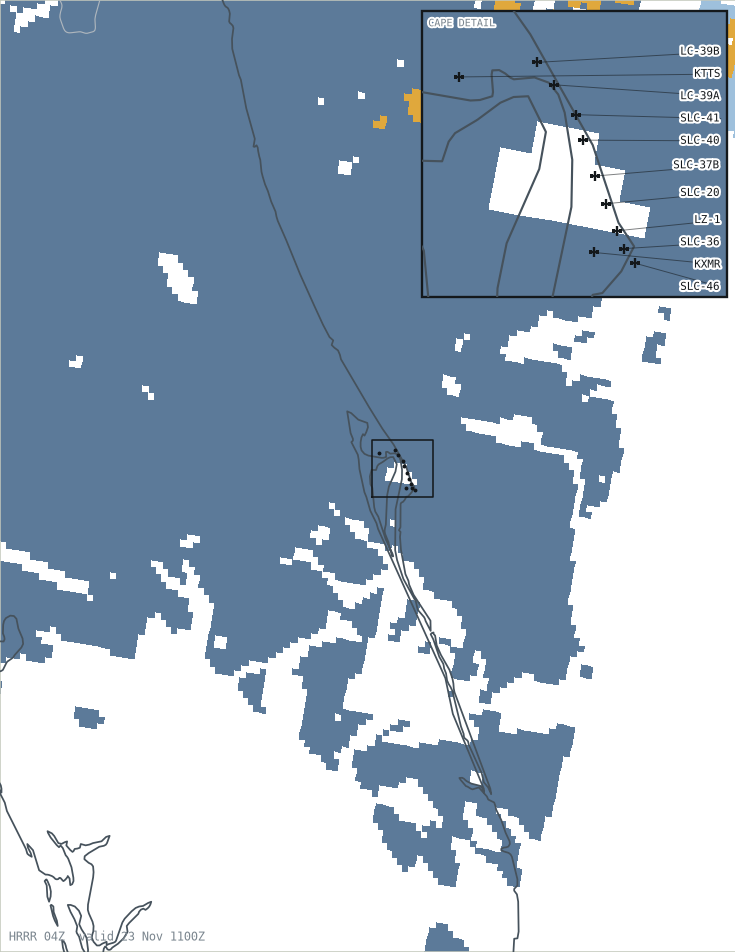 CAPE DETAIL
LC-39B
KTTS
LC-39A
SLC-41
SLC-40
SLC-37B
SLC-20
LZ-1
SLC-36
KXMR
SLC-46
HRRR 04Z  valid 23 Nov 1100Z